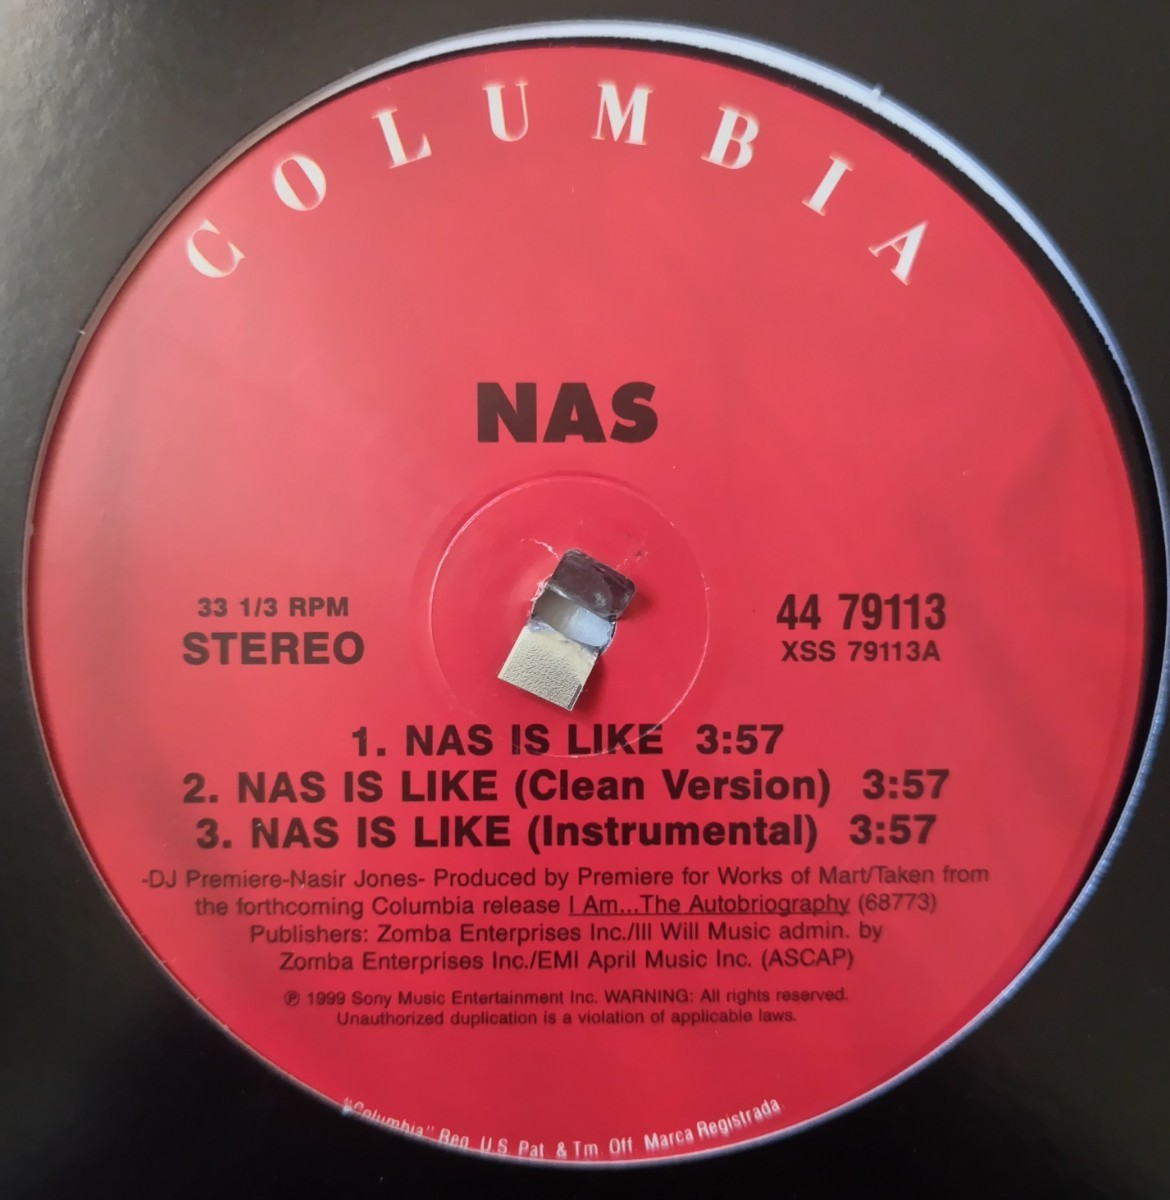 COLUMBIA
NAS
33 1/3 RPM
STEREO
44 79113
XSS 79113A
1. NAS IS LIKE 3:57
2. NAS IS LIKE (Clean Version) 3:57
3. NAS IS LIKE (Instrumental) 3:57
-DJ Premiere-Nasir Jones- Produced by Premiere for Works of Mart/Taken from
the forthcoming Columbia release I Am...The Autobriography (68773)
Publishers: Zomba Enterprises Inc./Ill Will Music admin. by
Zomba Enterprises Inc./EMI April Music Inc. (ASCAP)
℗ 1999 Sony Music Entertainment Inc. WARNING: All rights reserved.
Unauthorized duplication is a violation of applicable laws.
"Columbia" Reg. U.S. Pat. & Tm. Off. Marca Registrada.